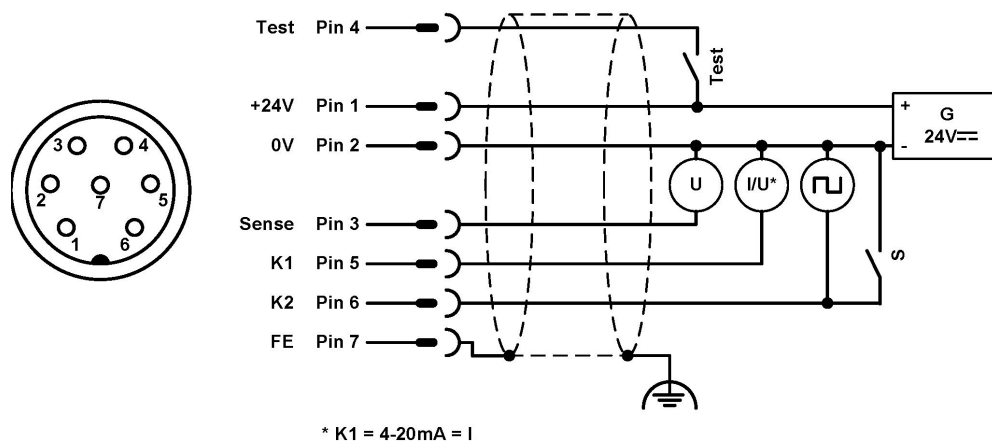 Test Pin 4
Test
+24V Pin 1
+
G
24V
0V Pin 2
-
3 4
2 7 5
1 6
U
I/U*
Sense Pin 3
K1 Pin 5
S
K2 Pin 6
FE Pin 7
* K1 = 4-20mA = I